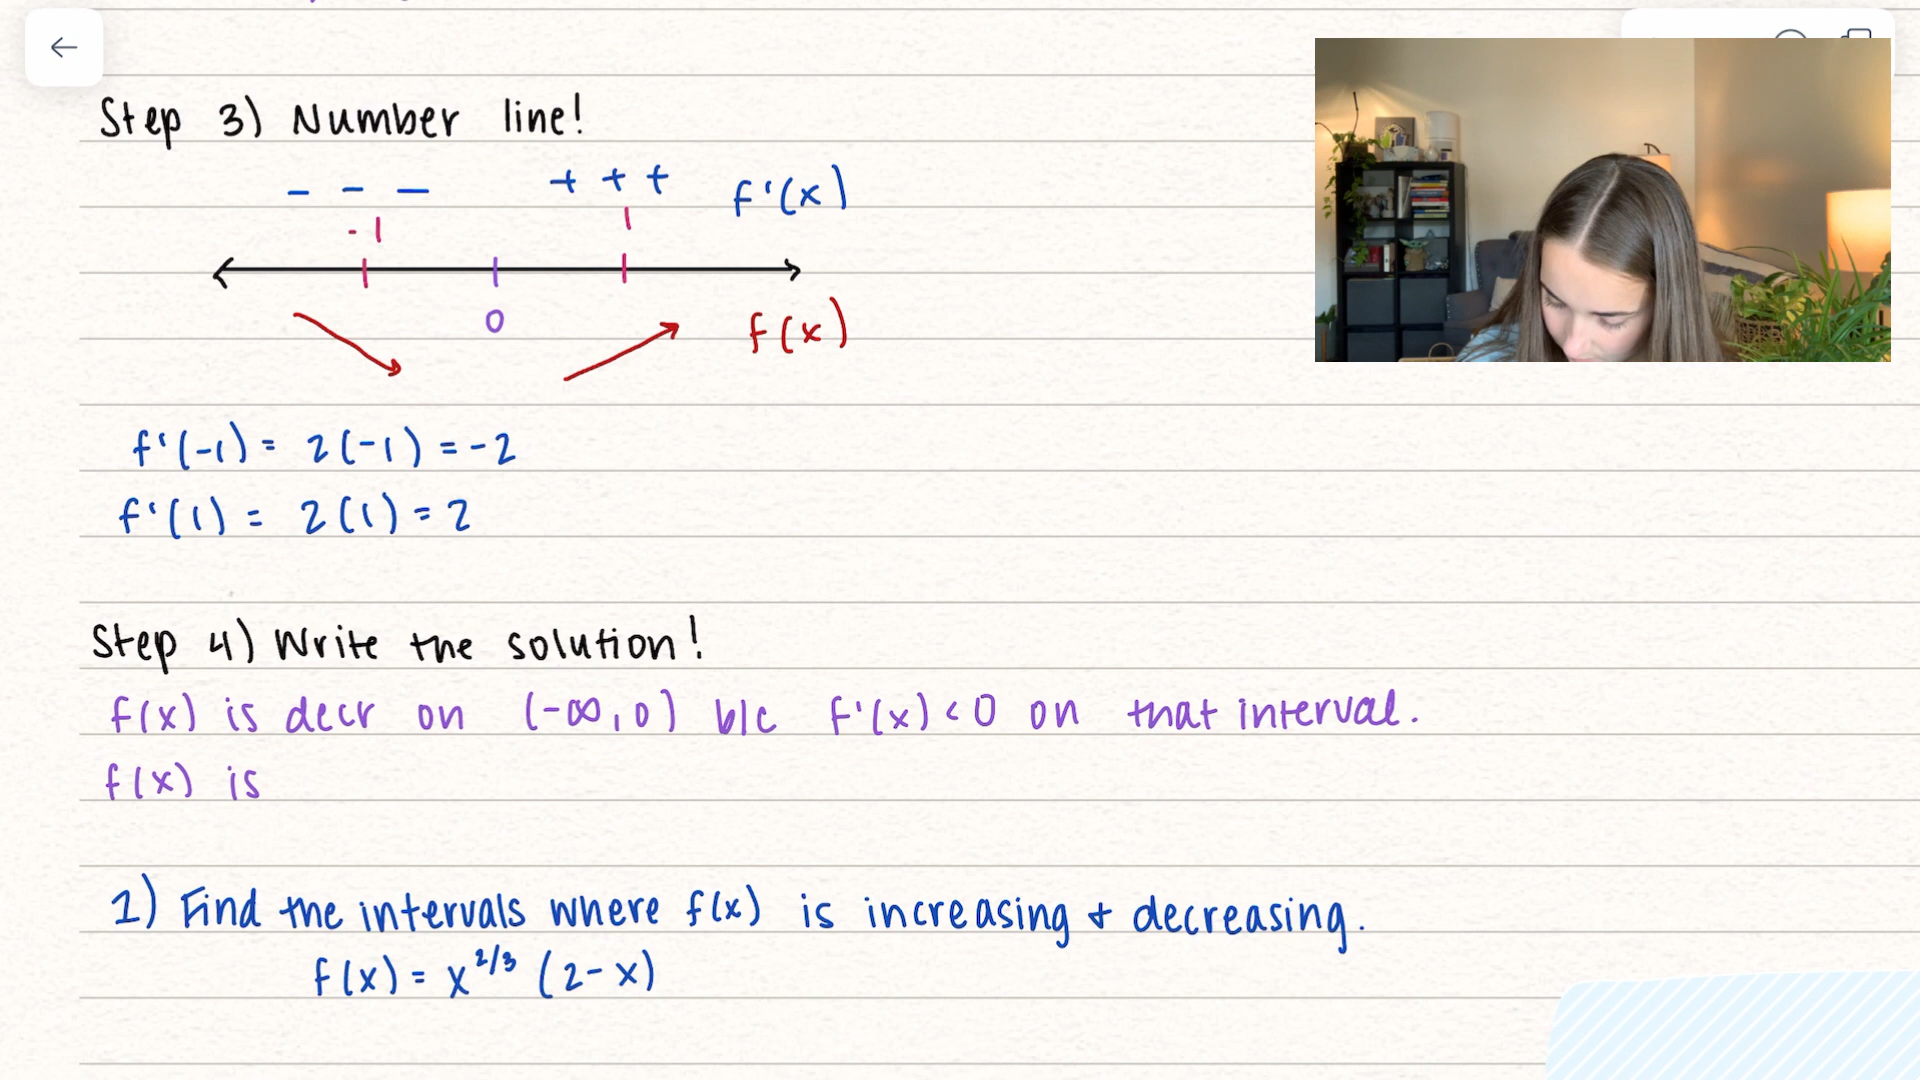 Step 3) Number line!
− − − + + + f'(x)
-1 1
0 f(x)
f'(-1) = 2(-1) = -2
f'(1) = 2(1) = 2
Step 4) Write the solution!
f(x) is decr on (-∞,0) b/c f'(x) < 0 on that interval.
f(x) is
1) Find the intervals where f(x) is increasing + decreasing.
f(x) = x^2/3 (2-x)